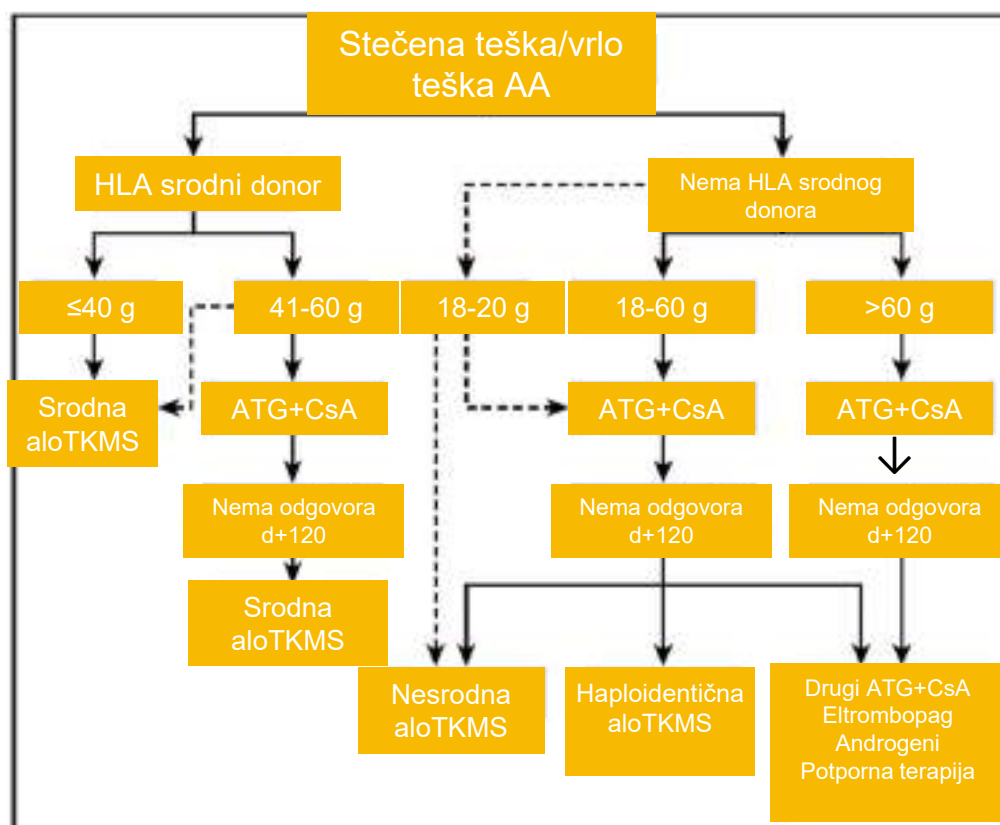 Stečena teška/vrlo
teška AA
HLA srodni donor
Nema HLA srodnog
donora
≤40 g
41-60 g
18-20 g
18-60 g
>60 g
Srodna
aloTKMS
ATG+CsA
ATG+CsA
ATG+CsA
Nema odgovora
d+120
Nema odgovora
d+120
Nema odgovora
d+120
Srodna
aloTKMS
Nesrodna
aloTKMS
Haploidentična
aloTKMS
Drugi ATG+CsA
Eltrombopag
Androgeni
Potporna terapija